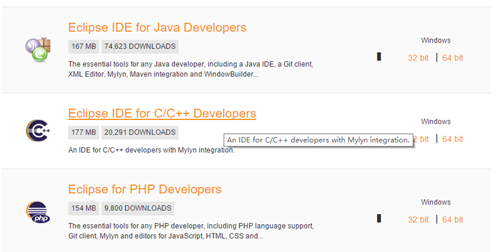 Eclipse IDE for Java Developers
167 MB 74,623 DOWNLOADS
The essential tools for any Java developer, including a Java IDE, a Git client,
XML Editor, Mylyn, Maven integration and WindowBuilder...
Windows
32 bit | 64 bit
Eclipse IDE for C/C++ Developers
177 MB 20,291 DOWNLOADS
An IDE for C/C++ developers with Mylyn integration.
An IDE for C/C++ developers with Mylyn integration.
Windows
2 bit | 64 bit
php
Eclipse for PHP Developers
154 MB 9,800 DOWNLOADS
The essential tools for any PHP developer, including PHP language support,
Git client, Mylyn and editors for JavaScript, HTML, CSS and...
Windows
32 bit | 64 bit